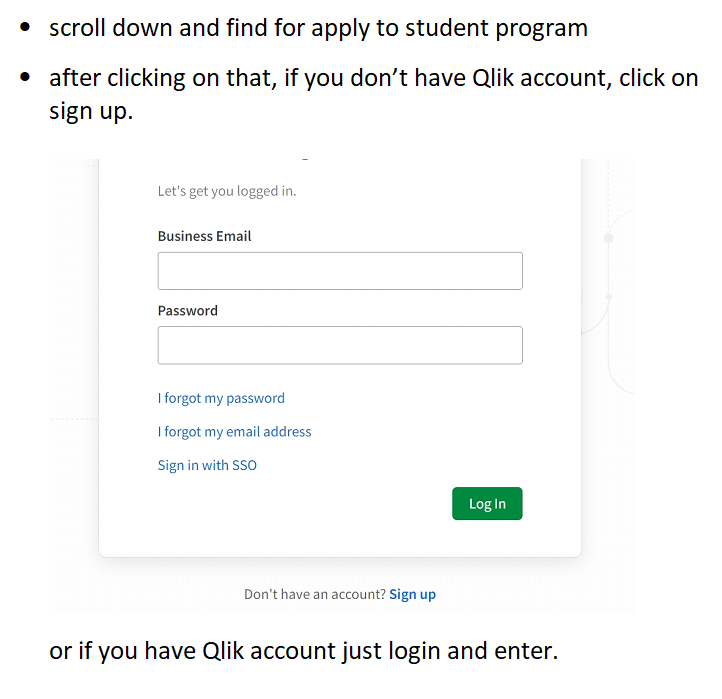 • scroll down and find for apply to student program
• after clicking on that, if you don’t have Qlik account, click on
sign up.
Let's get you logged in.
Business Email
Password
I forgot my password
I forgot my email address
Sign in with SSO
Log In
Don't have an account? Sign up
or if you have Qlik account just login and enter.